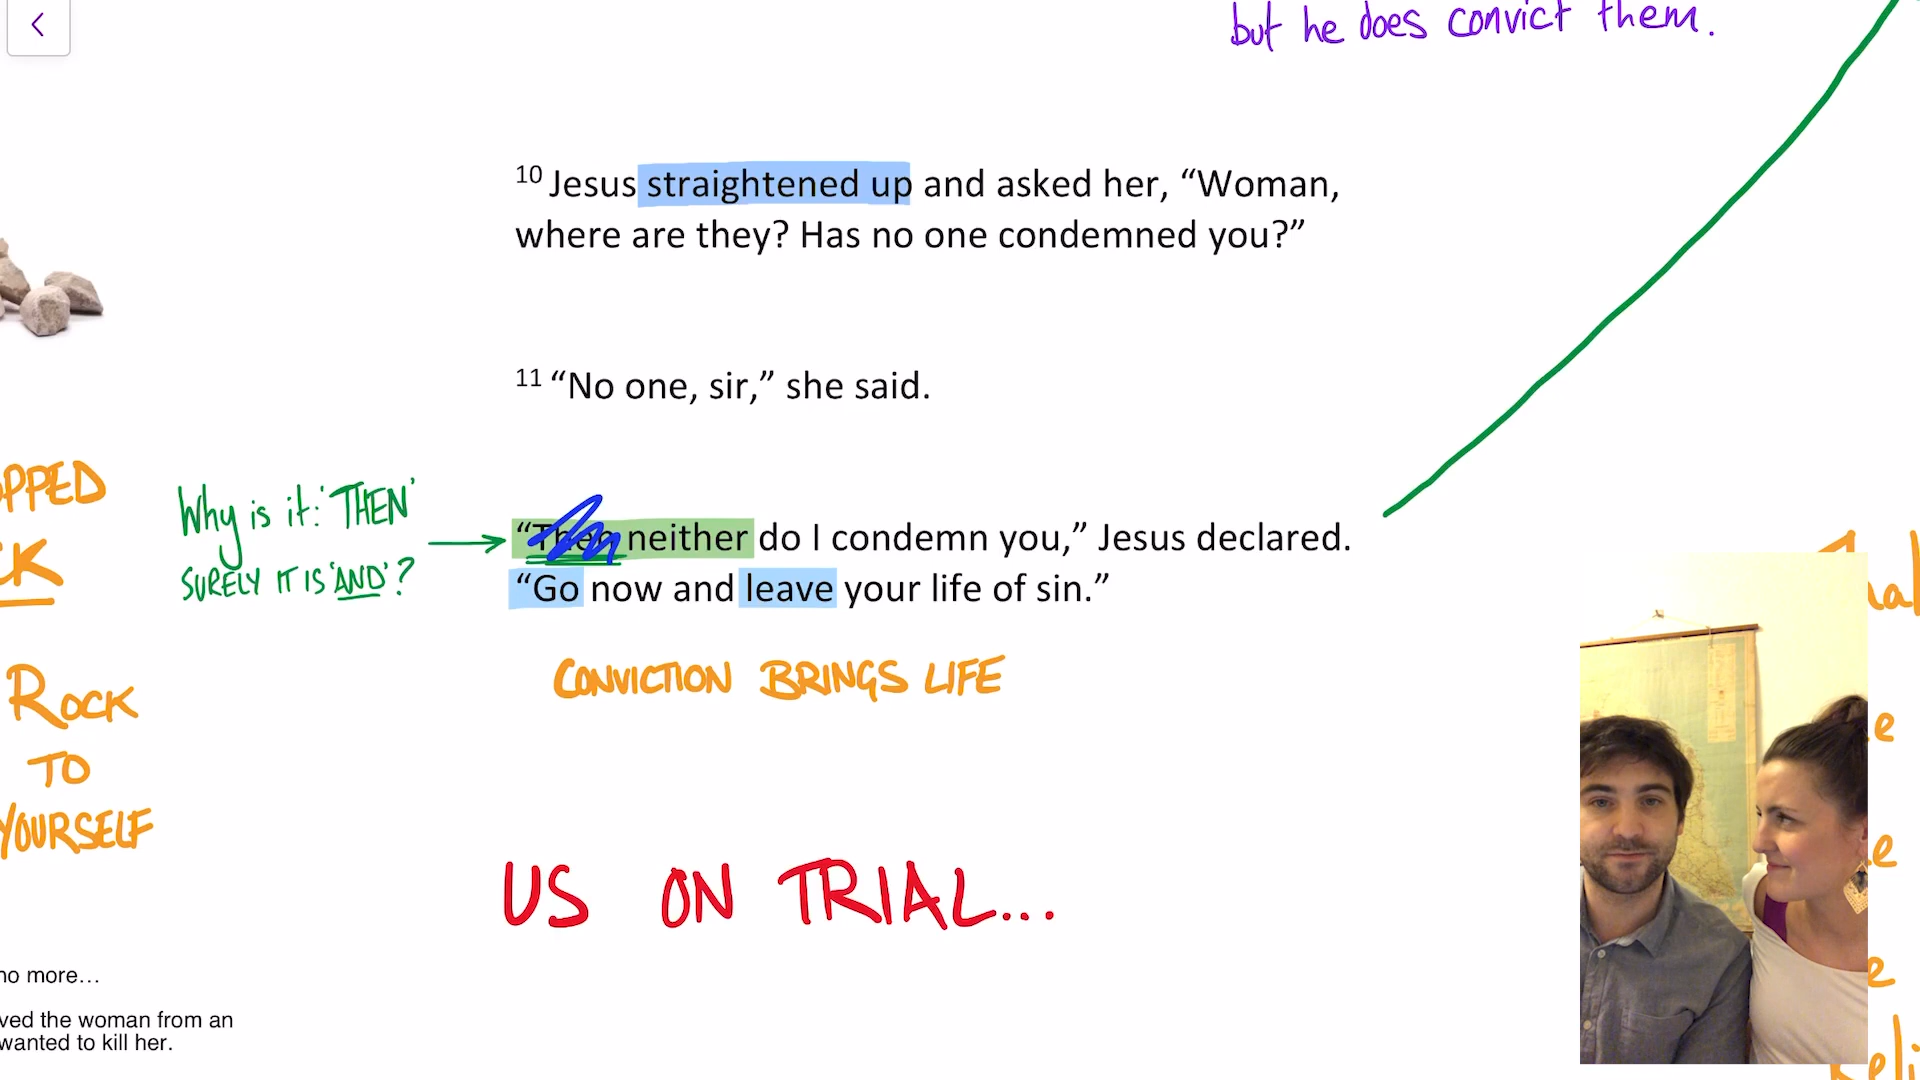 but he does convict them.
10 Jesus straightened up and asked her, “Woman,
where are they? Has no one condemned you?”
11 “No one, sir,” she said.
OPPED
CK
Why is it: 'THEN'
SURELY IT IS 'AND'?
“Then neither do I condemn you,” Jesus declared.
“Go now and leave your life of sin.”
CONVICTION BRINGS LIFE
ROCK
TO
YOURSELF
US ON TRIAL...
no more…
ved the woman from an
wanted to kill her.